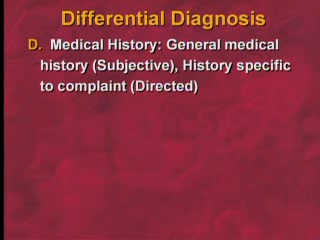 Differential Diagnosis
D. Medical History: General medical
history (Subjective), History specific
to complaint (Directed)